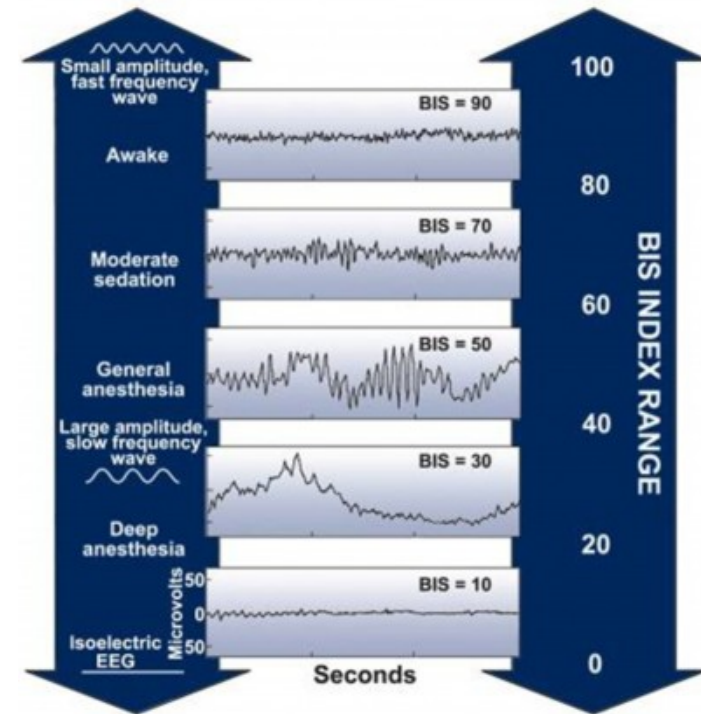 Small amplitude,
fast frequency
wave
Awake
Moderate
sedation
General
anesthesia
Large amplitude,
slow frequency
wave
Deep
anesthesia
Isoelectric
EEG
BIS = 90
BIS = 70
BIS = 50
BIS = 30
BIS = 10
Microvolts
50
0
50
Seconds
100
80
60
40
20
0
BIS INDEX RANGE